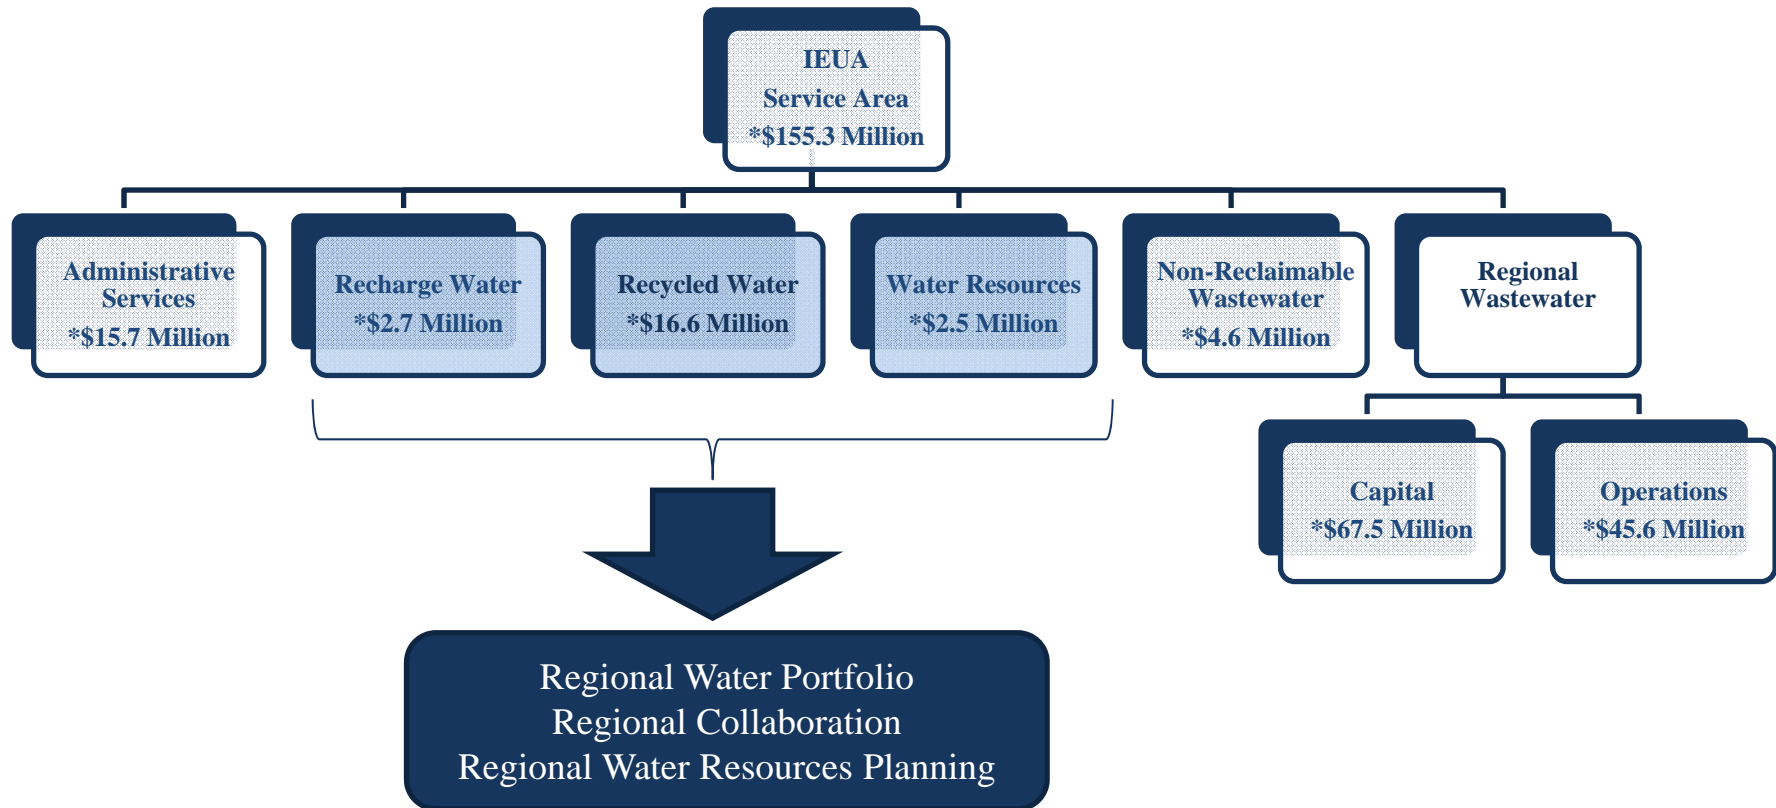 IEUA
Service Area
*$155.3 Million
Administrative
Services
*$15.7 Million
Recharge Water
*$2.7 Million
Recycled Water
*$16.6 Million
Water Resources
*$2.5 Million
Non-Reclaimable
Wastewater
*$4.6 Million
Regional
Wastewater
Capital
*$67.5 Million
Operations
*$45.6 Million
Regional Water Portfolio
Regional Collaboration
Regional Water Resources Planning